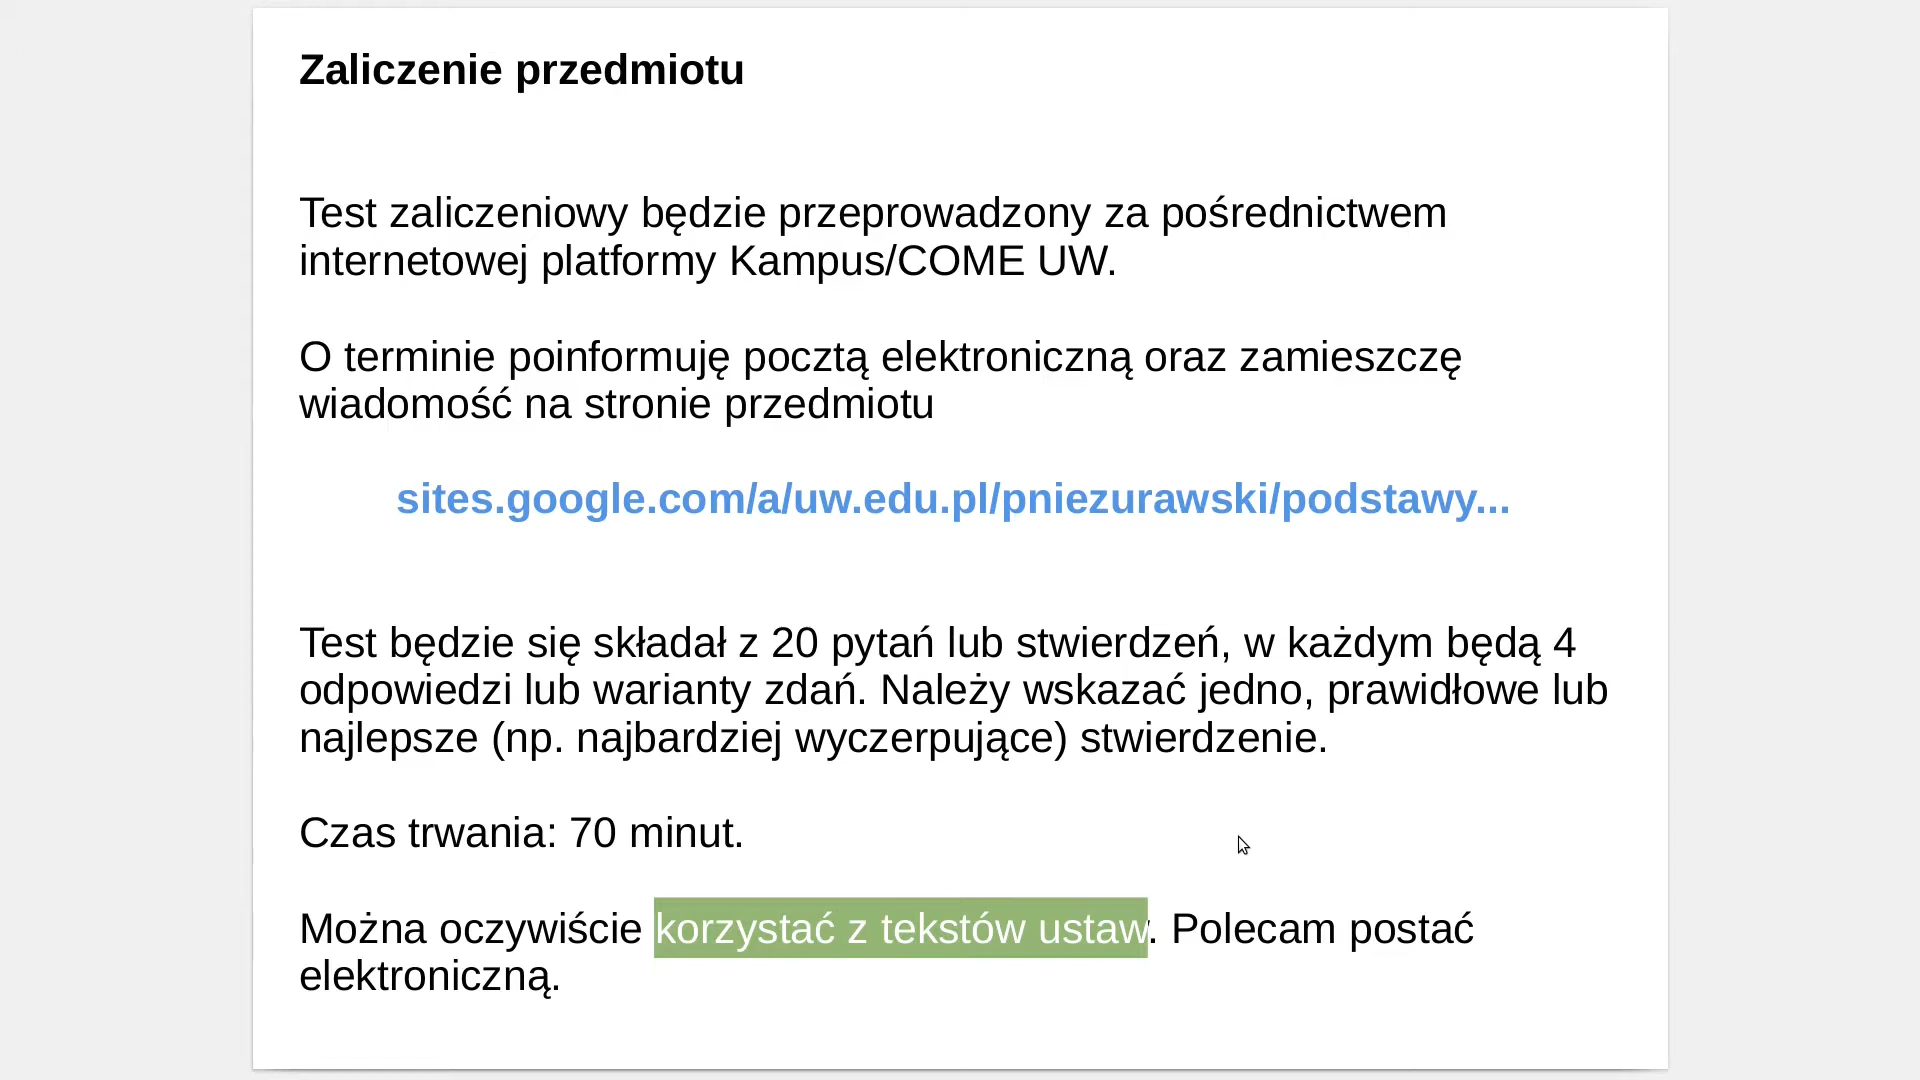 Zaliczenie przedmiotu
Test zaliczeniowy będzie przeprowadzony za pośrednictwem
internetowej platformy Kampus/COME UW.
O terminie poinformuję pocztą elektroniczną oraz zamieszczę
wiadomość na stronie przedmiotu
sites.google.com/a/uw.edu.pl/pniezurawski/podstawy...
Test będzie się składał z 20 pytań lub stwierdzeń, w każdym będą 4
odpowiedzi lub warianty zdań. Należy wskazać jedno, prawidłowe lub
najlepsze (np. najbardziej wyczerpujące) stwierdzenie.
Czas trwania: 70 minut.
Można oczywiście korzystać z tekstów ustaw. Polecam postać
elektroniczną.